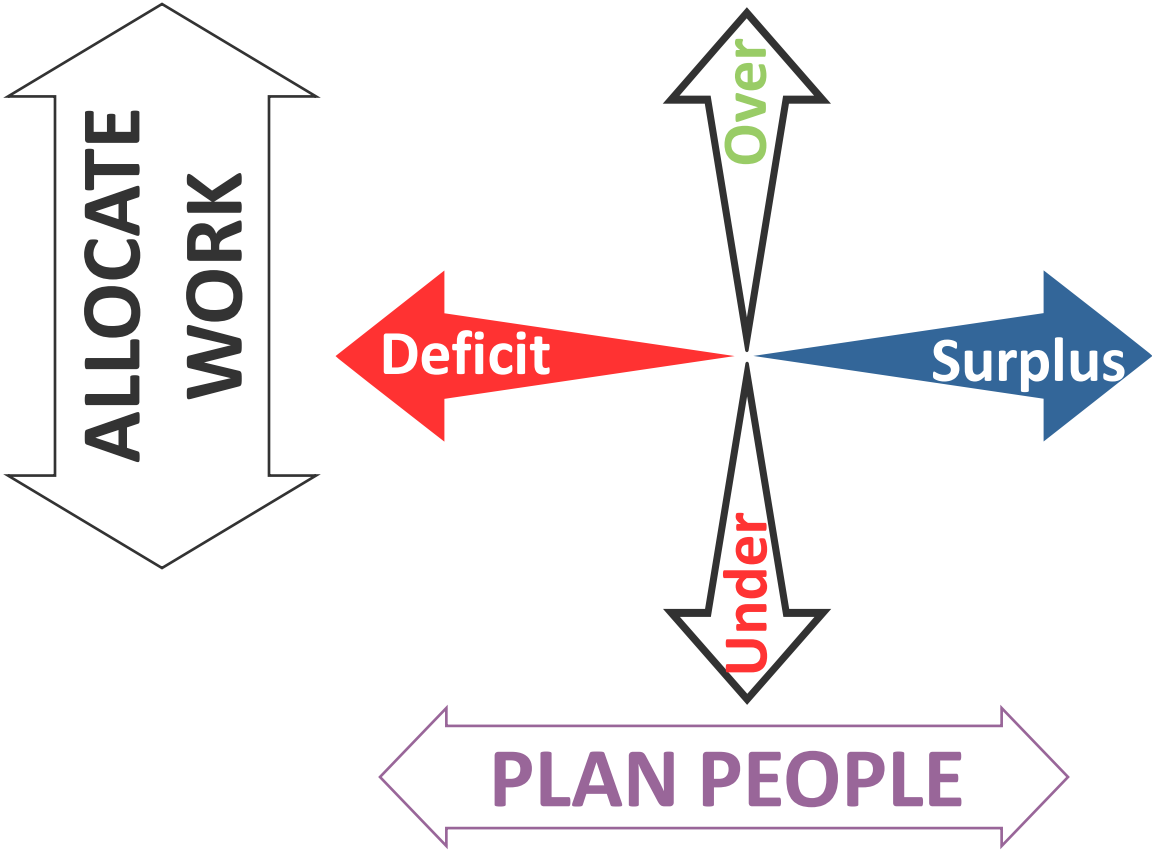 ALLOCATE
WORK
Over
Deficit
Surplus
Under
PLAN PEOPLE